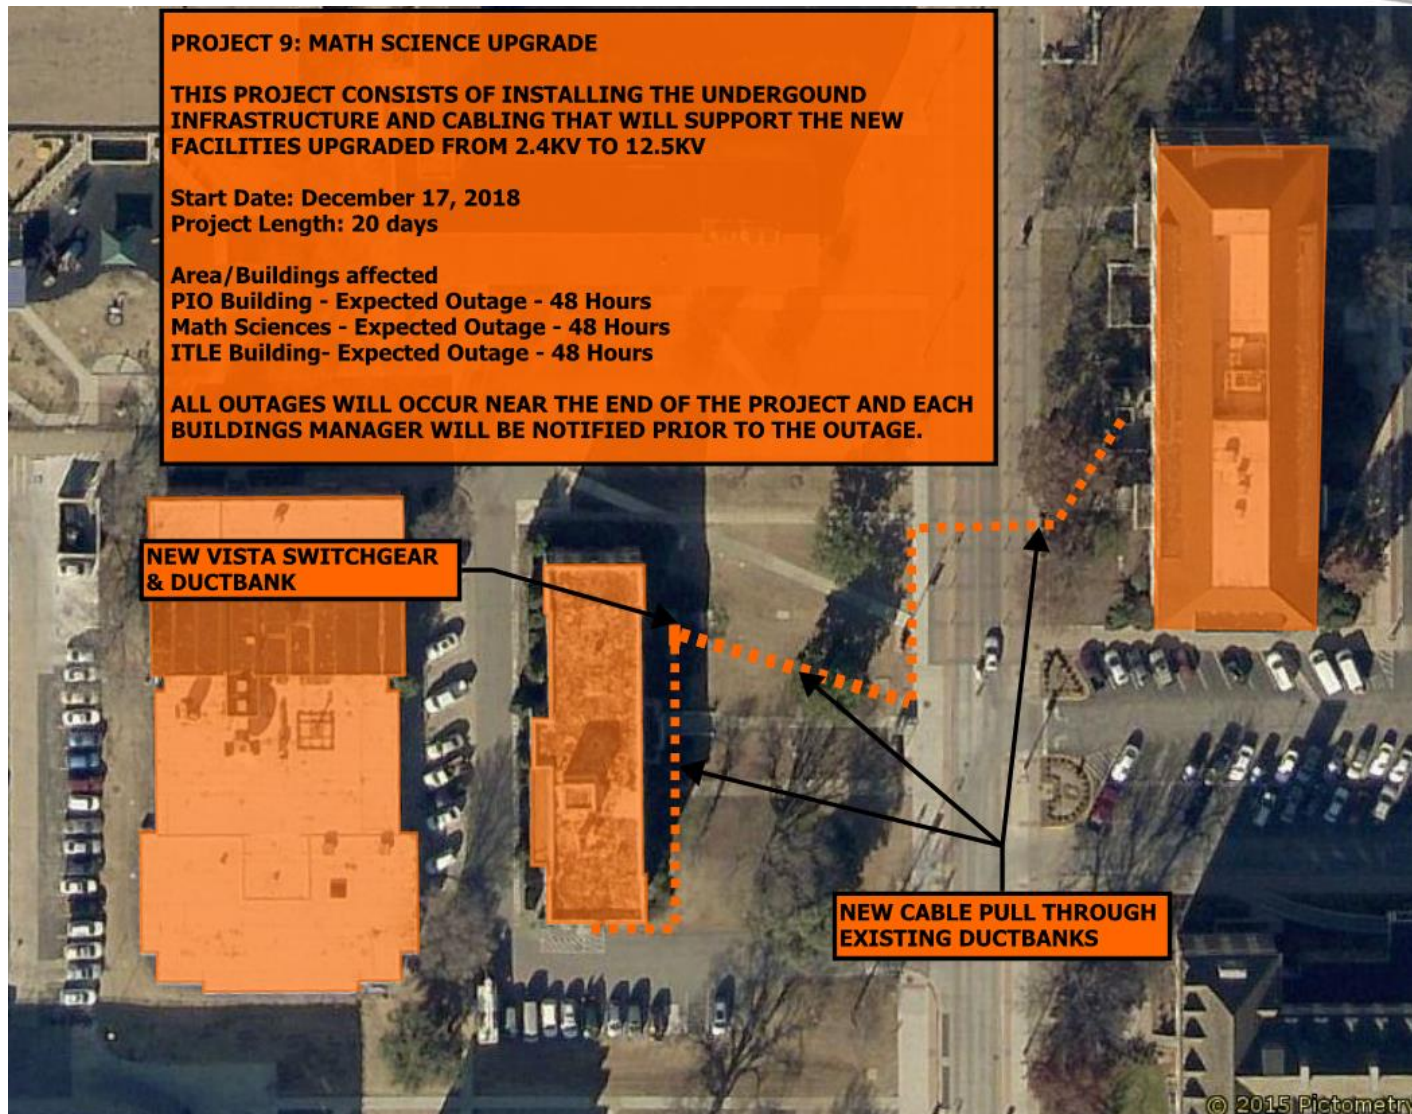 PROJECT 9: MATH SCIENCE UPGRADE
THIS PROJECT CONSISTS OF INSTALLING THE UNDERGOUND
INFRASTRUCTURE AND CABLING THAT WILL SUPPORT THE NEW
FACILITIES UPGRADED FROM 2.4KV TO 12.5KV
Start Date: December 17, 2018
Project Length: 20 days
Area/Buildings affected
PIO Building - Expected Outage - 48 Hours
Math Sciences - Expected Outage - 48 Hours
ITLE Building- Expected Outage - 48 Hours
ALL OUTAGES WILL OCCUR NEAR THE END OF THE PROJECT AND EACH
BUILDINGS MANAGER WILL BE NOTIFIED PRIOR TO THE OUTAGE.
NEW VISTA SWITCHGEAR
& DUCTBANK
NEW CABLE PULL THROUGH
EXISTING DUCTBANKS
© 2015 Pictometry